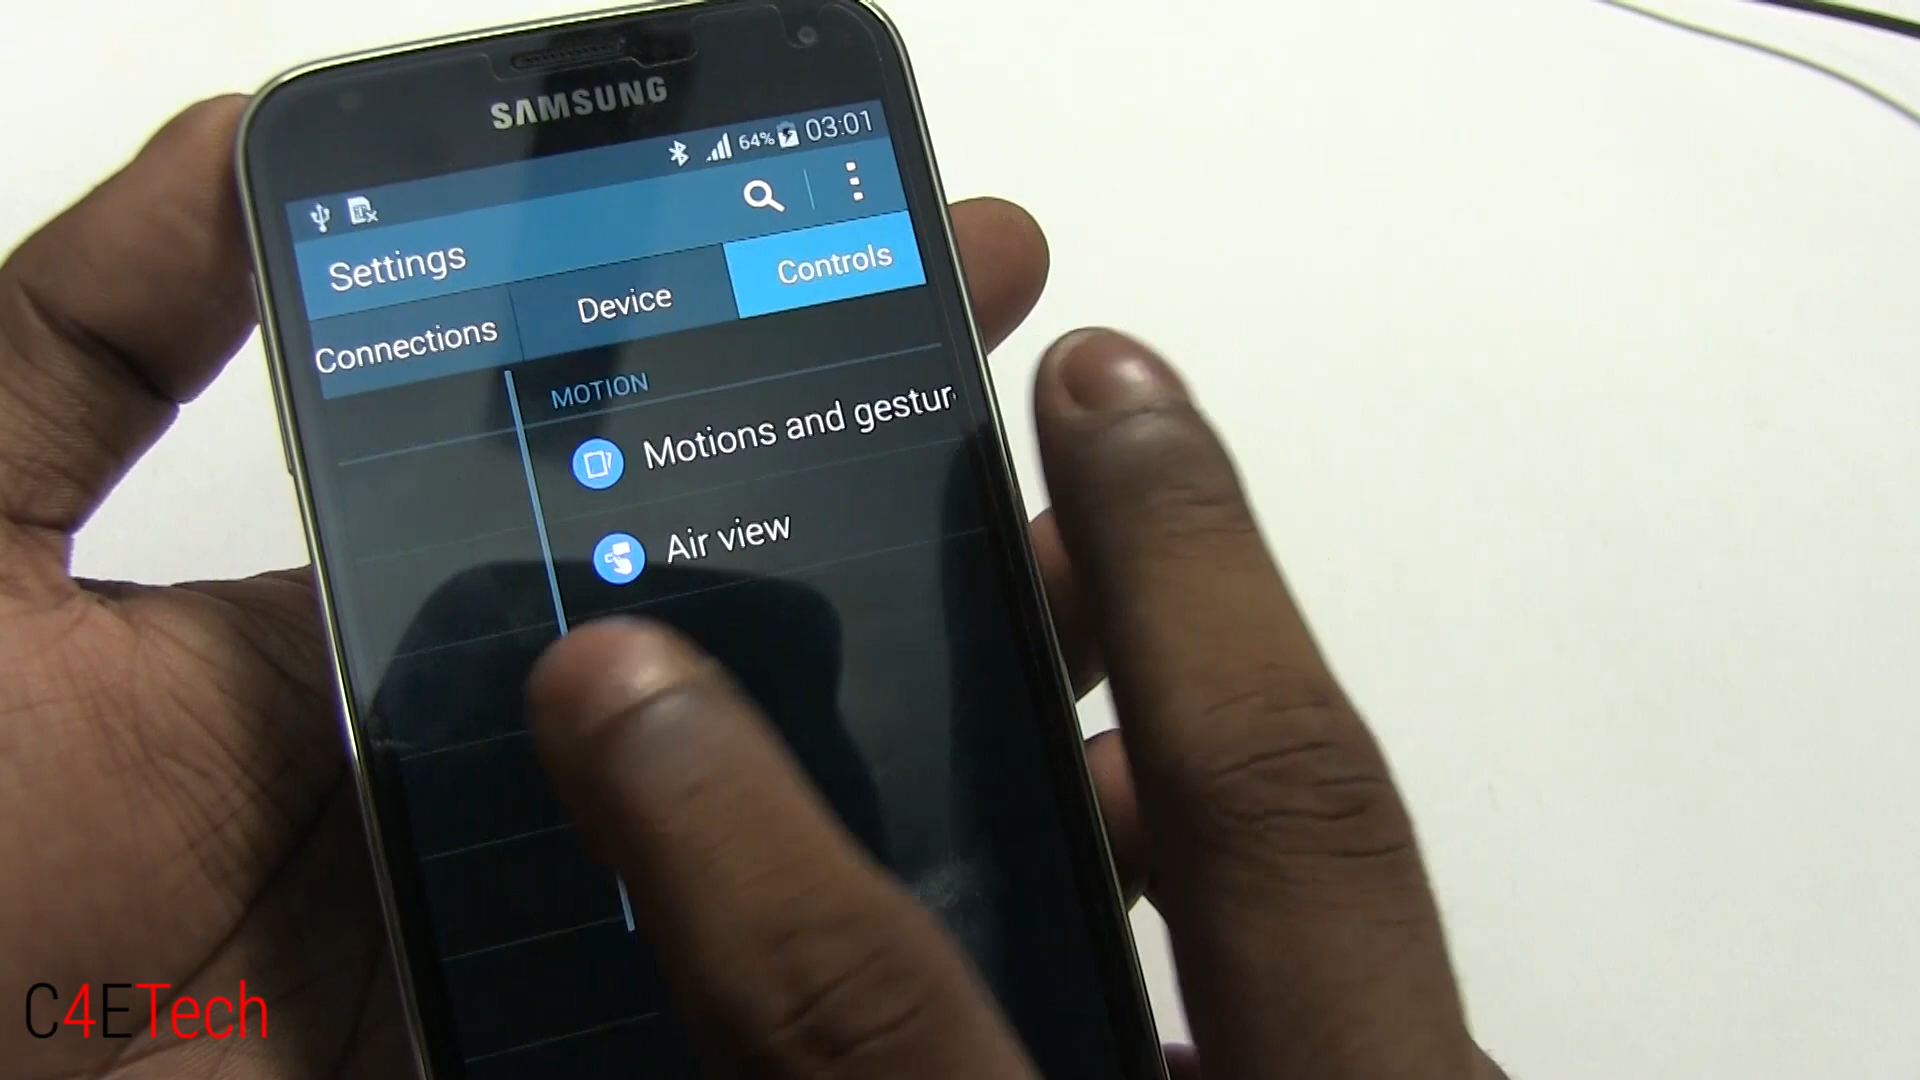 SAMSUNG
64% 03:01
Settings
Connections
Device
Controls
MOTION
Motions and gestur
Air view
C4ETech